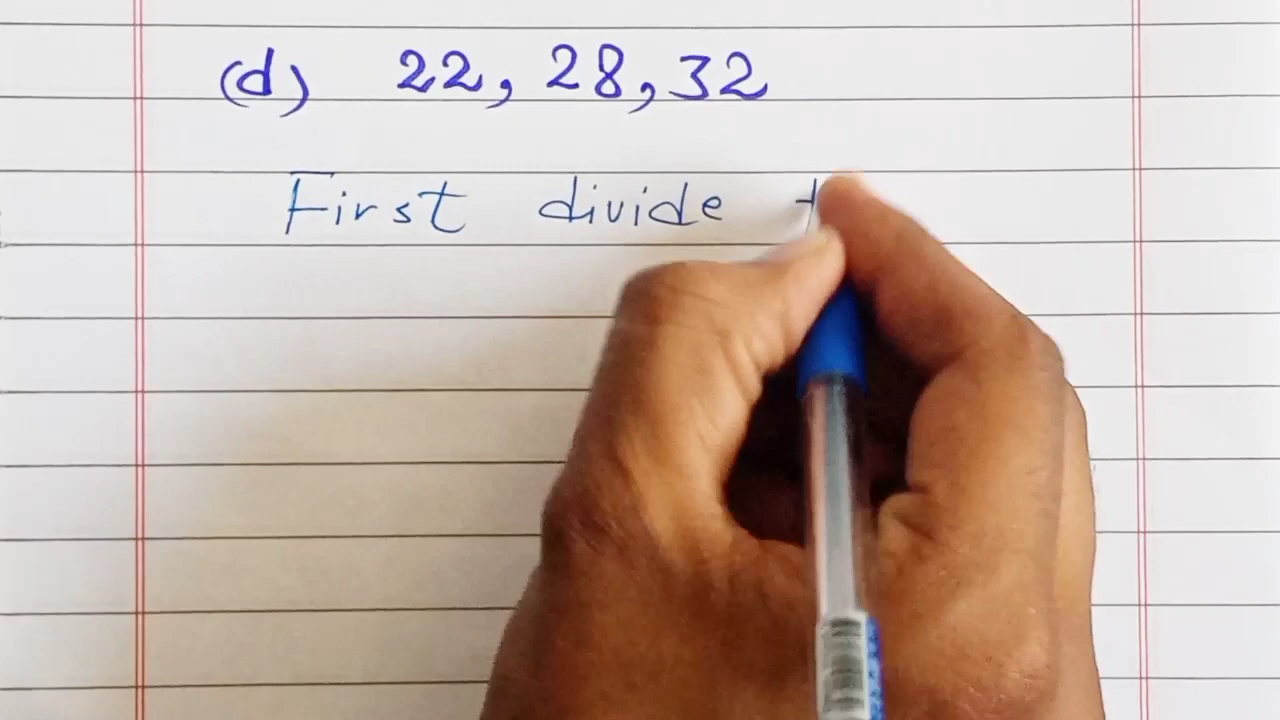 (d) 22, 28, 32
First divide